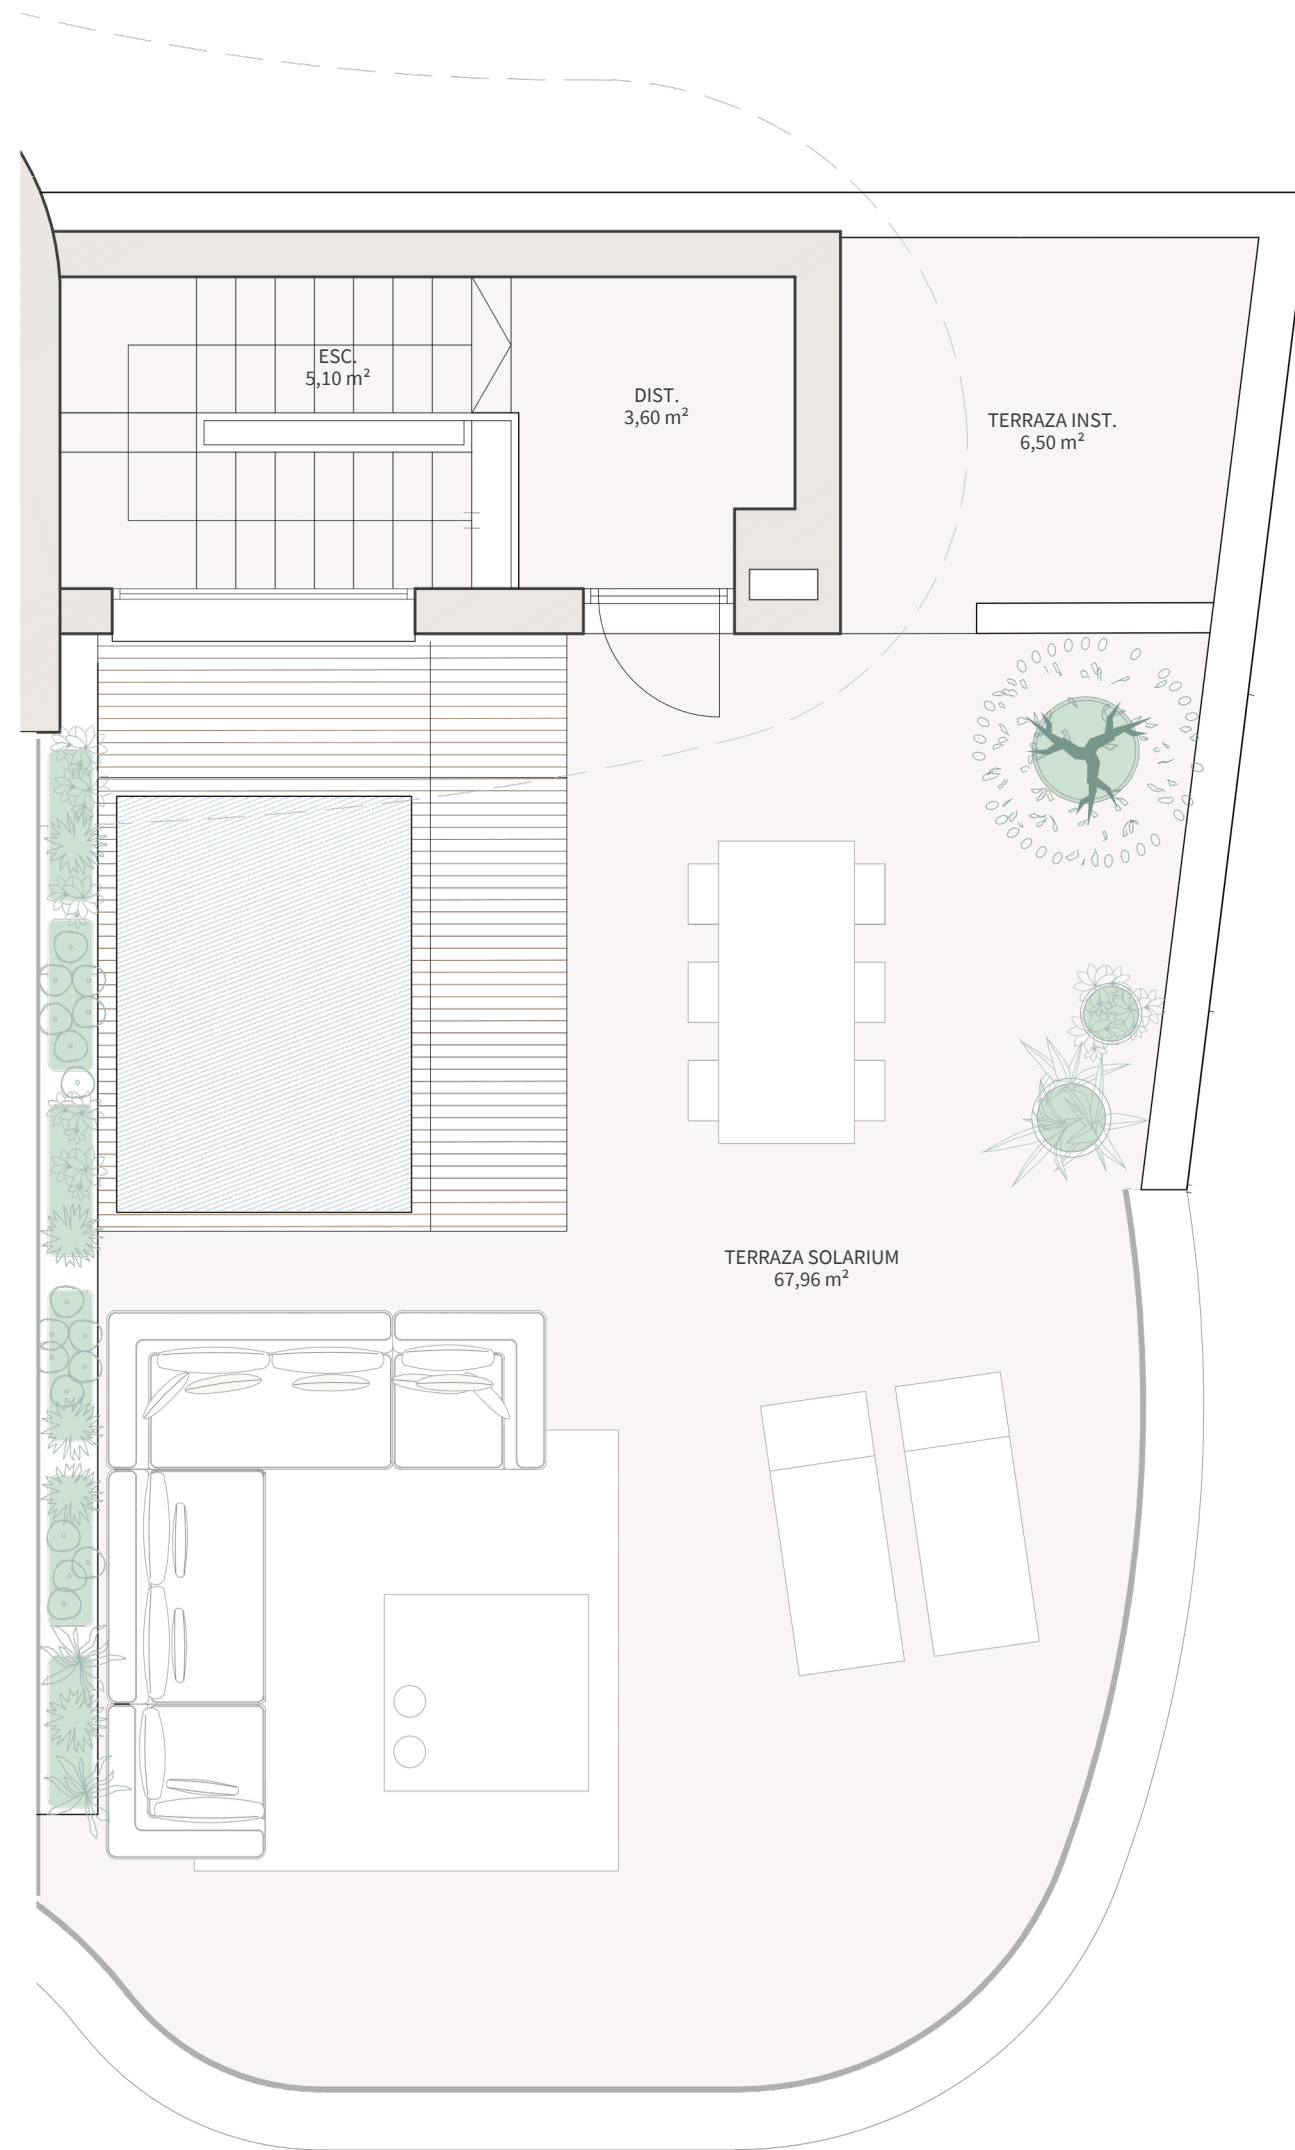 ESC.
5,10 m²
DIST.
3,60 m²
TERRAZA INST.
6,50 m²
TERRAZA SOLARIUM
67,96 m²